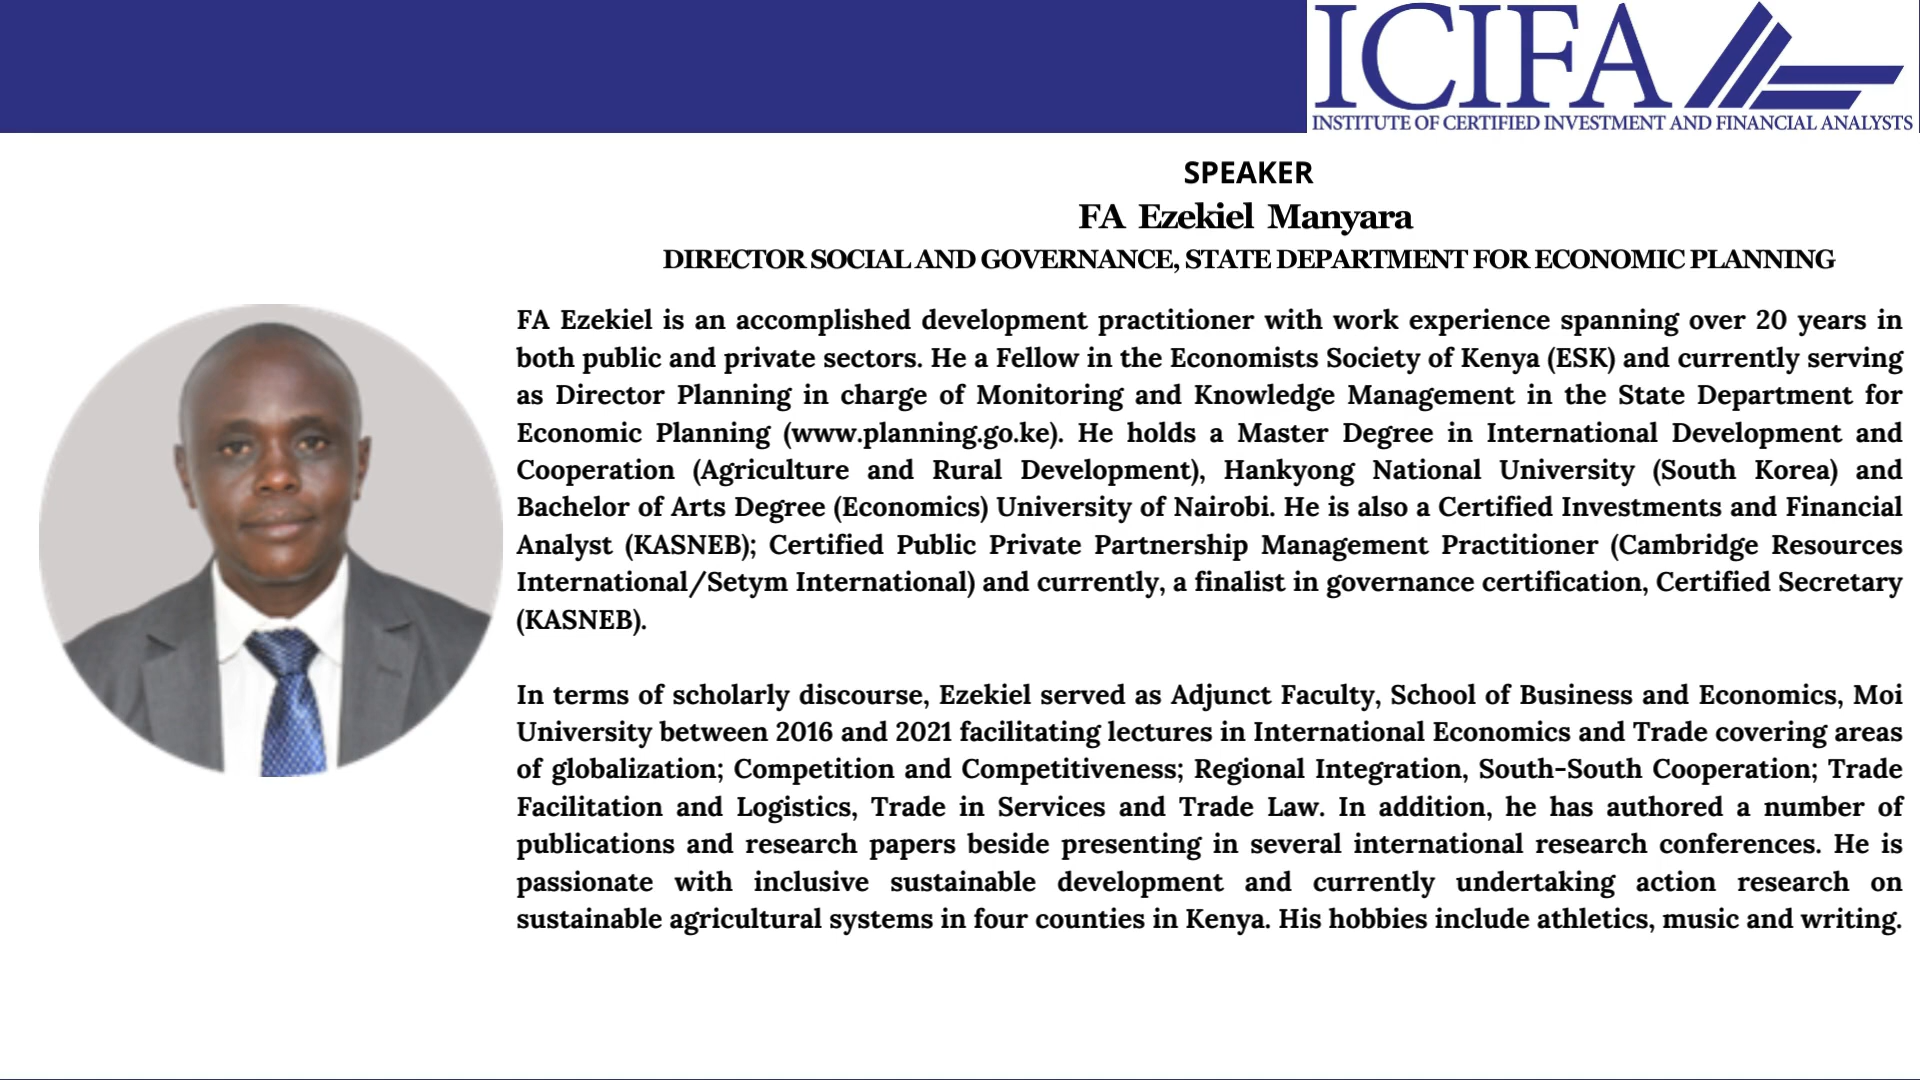 ICIFA
INSTITUTE OF CERTIFIED INVESTMENT AND FINANCIAL ANALYSTS
SPEAKER
FA Ezekiel Manyara
DIRECTOR SOCIAL AND GOVERNANCE, STATE DEPARTMENT FOR ECONOMIC PLANNING
FA Ezekiel is an accomplished development practitioner with work experience spanning over 20 years in
both public and private sectors. He a Fellow in the Economists Society of Kenya (ESK) and currently serving
as Director Planning in charge of Monitoring and Knowledge Management in the State Department for
Economic Planning (www.planning.go.ke). He holds a Master Degree in International Development and
Cooperation (Agriculture and Rural Development), Hankyong National University (South Korea) and
Bachelor of Arts Degree (Economics) University of Nairobi. He is also a Certified Investments and Financial
Analyst (KASNEB); Certified Public Private Partnership Management Practitioner (Cambridge Resources
International/Setym International) and currently, a finalist in governance certification, Certified Secretary
(KASNEB).
In terms of scholarly discourse, Ezekiel served as Adjunct Faculty, School of Business and Economics, Moi
University between 2016 and 2021 facilitating lectures in International Economics and Trade covering areas
of globalization; Competition and Competitiveness; Regional Integration, South-South Cooperation; Trade
Facilitation and Logistics, Trade in Services and Trade Law. In addition, he has authored a number of
publications and research papers beside presenting in several international research conferences. He is
passionate with inclusive sustainable development and currently undertaking action research on
sustainable agricultural systems in four counties in Kenya. His hobbies include athletics, music and writing.